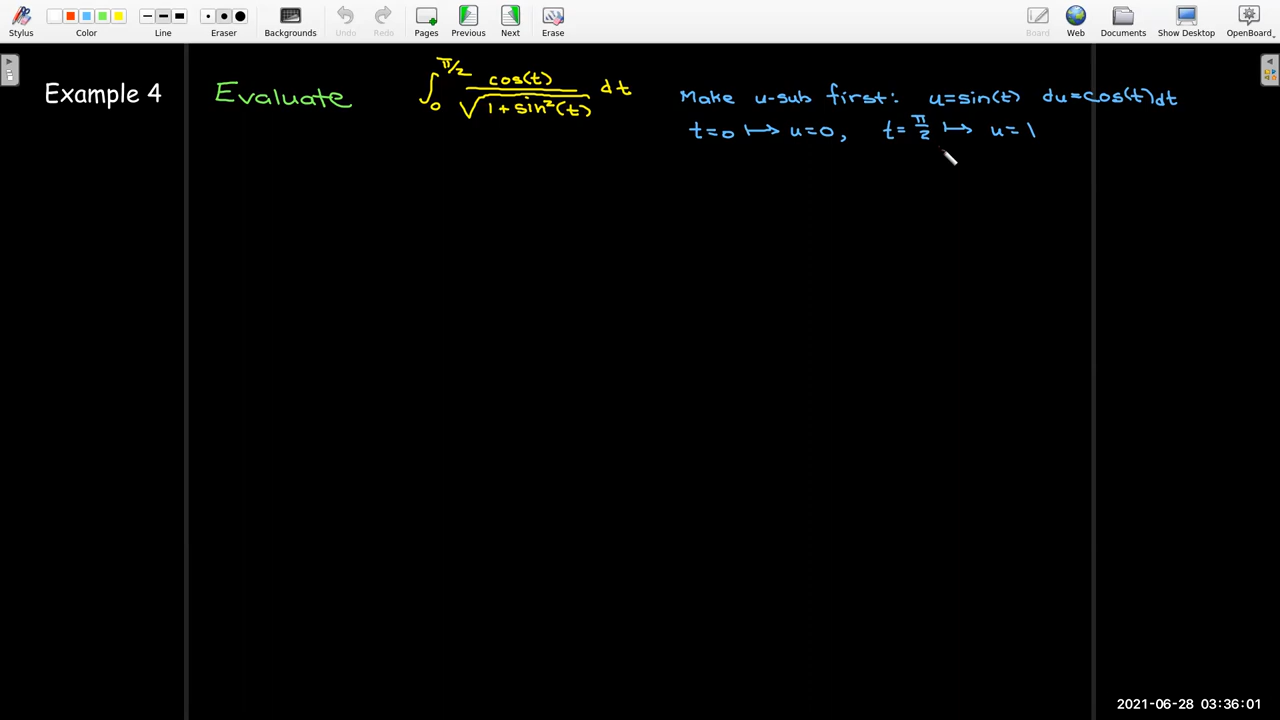 Stylus Color Line Eraser Backgrounds Undo Redo Pages Previous Next Erase Board Web Documents Show Desktop OpenBoard
Example 4 Evaluate ∫₀^π/2 cos(t)/√(1+sin²(t)) dt Make u-sub first: u=sin(t) du=cos(t)dt
t=0 ↦ u=0, t=π/2 ↦ u=1
2021-06-28 03:36:01